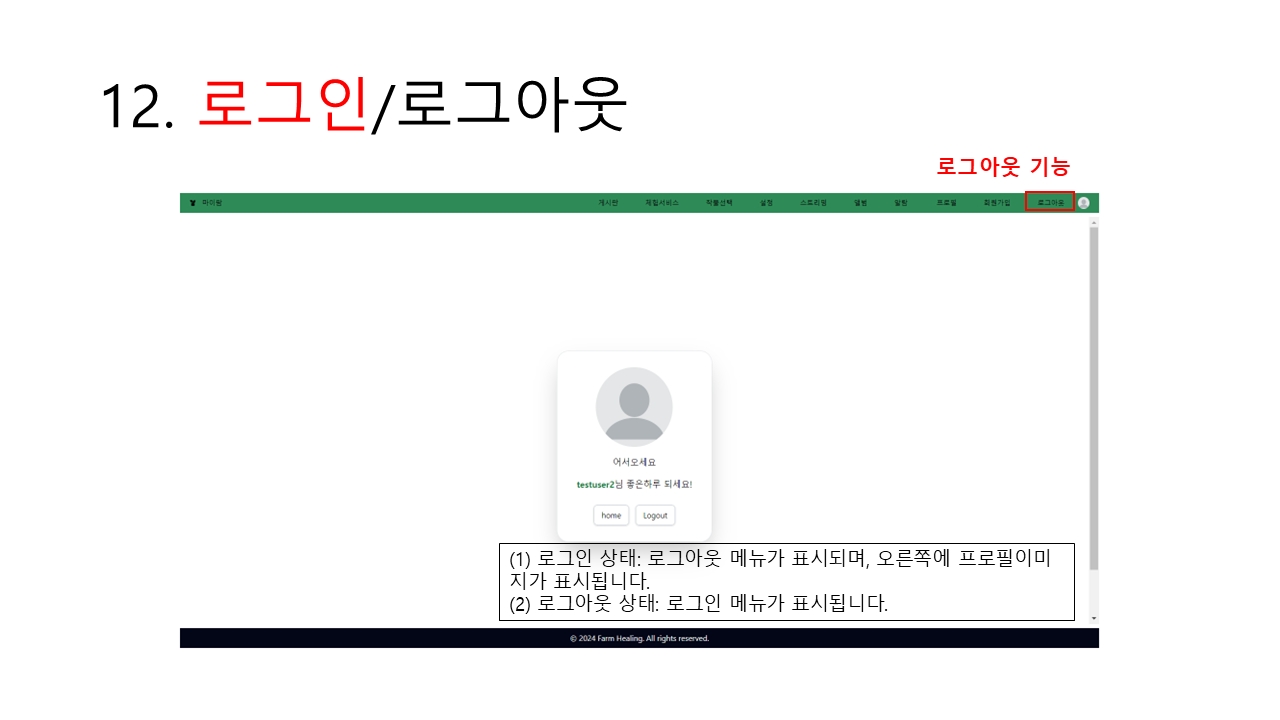 12. 로그인/로그아웃
로그아웃 기능
마이팜 게시판 체험서비스 작물선택 설정 스트리밍 앨범 알림 프로필 회원가입 로그아웃
어서오세요
testuser2님 좋은하루 되세요!
home Logout
(1) 로그인 상태: 로그아웃 메뉴가 표시되며, 오른쪽에 프로필이미
지가 표시됩니다.
(2) 로그아웃 상태: 로그인 메뉴가 표시됩니다.
© 2024 Farm Healing. All rights reserved.